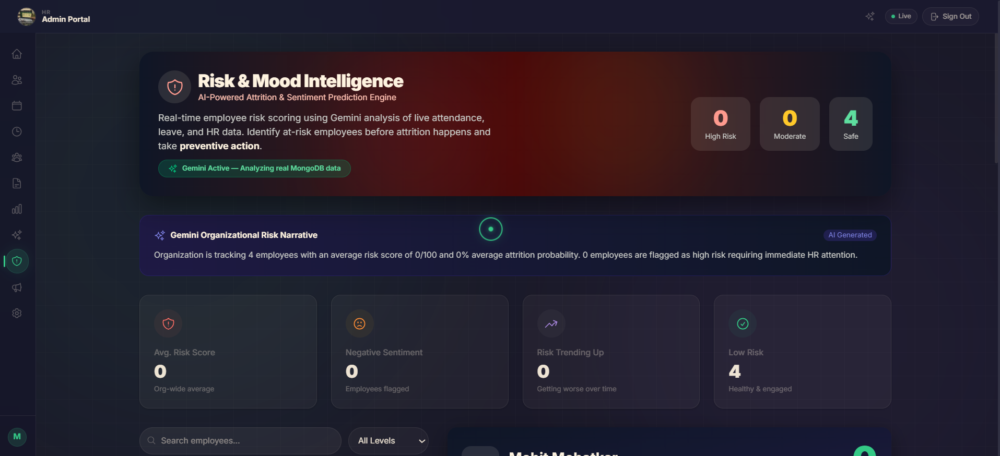 HR
Admin Portal
Live
Sign Out
Risk & Mood Intelligence
AI-Powered Attrition & Sentiment Prediction Engine
Real-time employee risk scoring using Gemini analysis of live attendance,
leave, and HR data. Identify at-risk employees before attrition happens and
take preventive action.
Gemini Active — Analyzing real MongoDB data
0
High Risk
0
Moderate
4
Safe
Gemini Organizational Risk Narrative
AI Generated
Organization is tracking 4 employees with an average risk score of 0/100 and 0% average attrition probability. 0 employees are flagged as high risk requiring immediate HR attention.
Avg. Risk Score
0
Org-wide average
Negative Sentiment
0
Employees flagged
Risk Trending Up
0
Getting worse over time
Low Risk
4
Healthy & engaged
Search employees...
All Levels
M